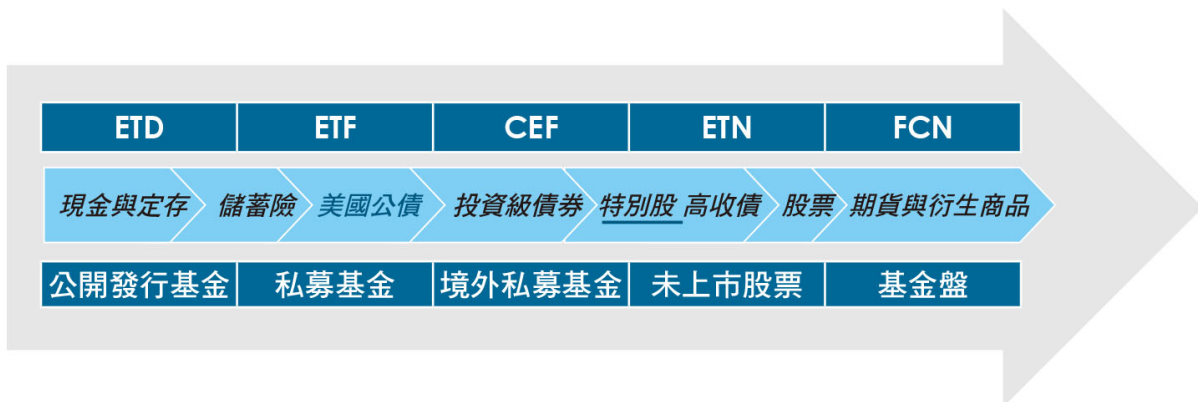 ETD ETF CEF ETN FCN
現金與定存 儲蓄險 美國公債 投資級債券 特別股 高收債 股票 期貨與衍生商品
公開發行基金 私募基金 境外私募基金 未上市股票 基金盤